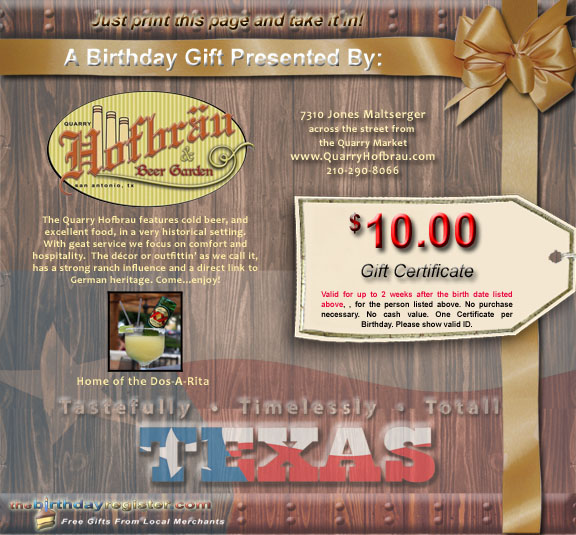 Just print this page and take it in!
A Birthday Gift Presented By:
QUARRY
Hofbräu
& Beer Garden
san antonio, tx
7310 Jones Maltserger
across the street from
the Quarry Market
www.QuarryHofbrau.com
210-290-8066
The Quarry Hofbrau features cold beer, and
excellent food, in a very historical setting.
With geat service we focus on comfort and
hospitality. The décor or outfittin' as we call it,
has a strong ranch influence and a direct link to
German heritage. Come...enjoy!
$10.00
Gift Certificate
Valid for up to 2 weeks after the birth date listed
above, , for the person listed above. No purchase
necessary. No cash value. One Certificate per
Birthday. Please show valid ID.
Home of the Dos-A-Rita
Tastefully • Timelessly • Totall
TEXAS
mybirthdayregister.com
Free Gifts From Local Merchants